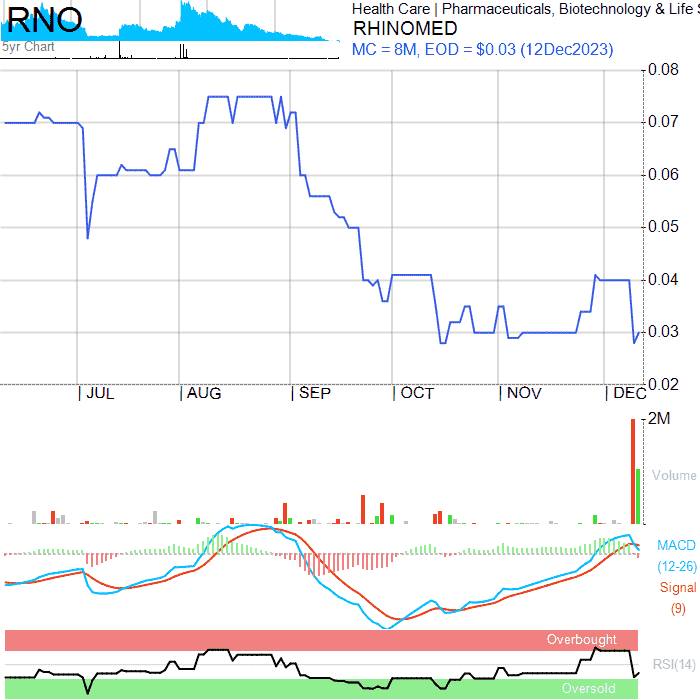 RNO
5yr Chart
Health Care | Pharmaceuticals, Biotechnology & Life
RHINOMED
MC = 8M, EOD = $0.03 (12Dec2023)
0.08
0.07
0.06
0.05
0.04
0.03
0.02
JUL AUG SEP OCT NOV DEC
2M
Volume
MACD
(12-26)
Signal
(9)
Overbought
RSI(14)
Oversold